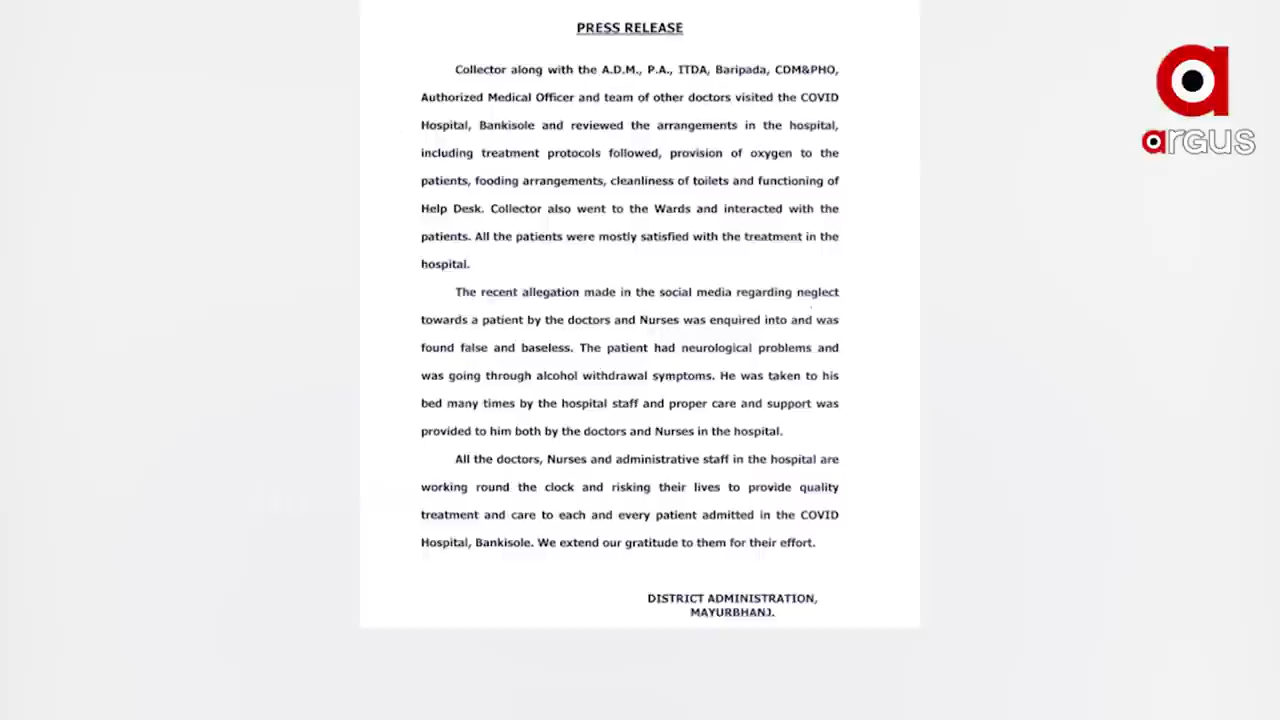 PRESS RELEASE
Collector along with the A.D.M., P.A., ITDA, Baripada, CDM&PHO,
Authorized Medical Officer and team of other doctors visited the COVID
Hospital, Bankisole and reviewed the arrangements in the hospital,
including treatment protocols followed, provision of oxygen to the
patients, fooding arrangements, cleanliness of toilets and functioning of
Help Desk. Collector also went to the Wards and interacted with the
patients. All the patients were mostly satisfied with the treatment in the
hospital.
The recent allegation made in the social media regarding neglect
towards a patient by the doctors and Nurses was enquired into and was
found false and baseless. The patient had neurological problems and
was going through alcohol withdrawal symptoms. He was taken to his
bed many times by the hospital staff and proper care and support was
provided to him both by the doctors and Nurses in the hospital.
All the doctors, Nurses and administrative staff in the hospital are
working round the clock and risking their lives to provide quality
treatment and care to each and every patient admitted in the COVID
Hospital, Bankisole. We extend our gratitude to them for their effort.
DISTRICT ADMINISTRATION,
MAYURBHANJ.
a
argus